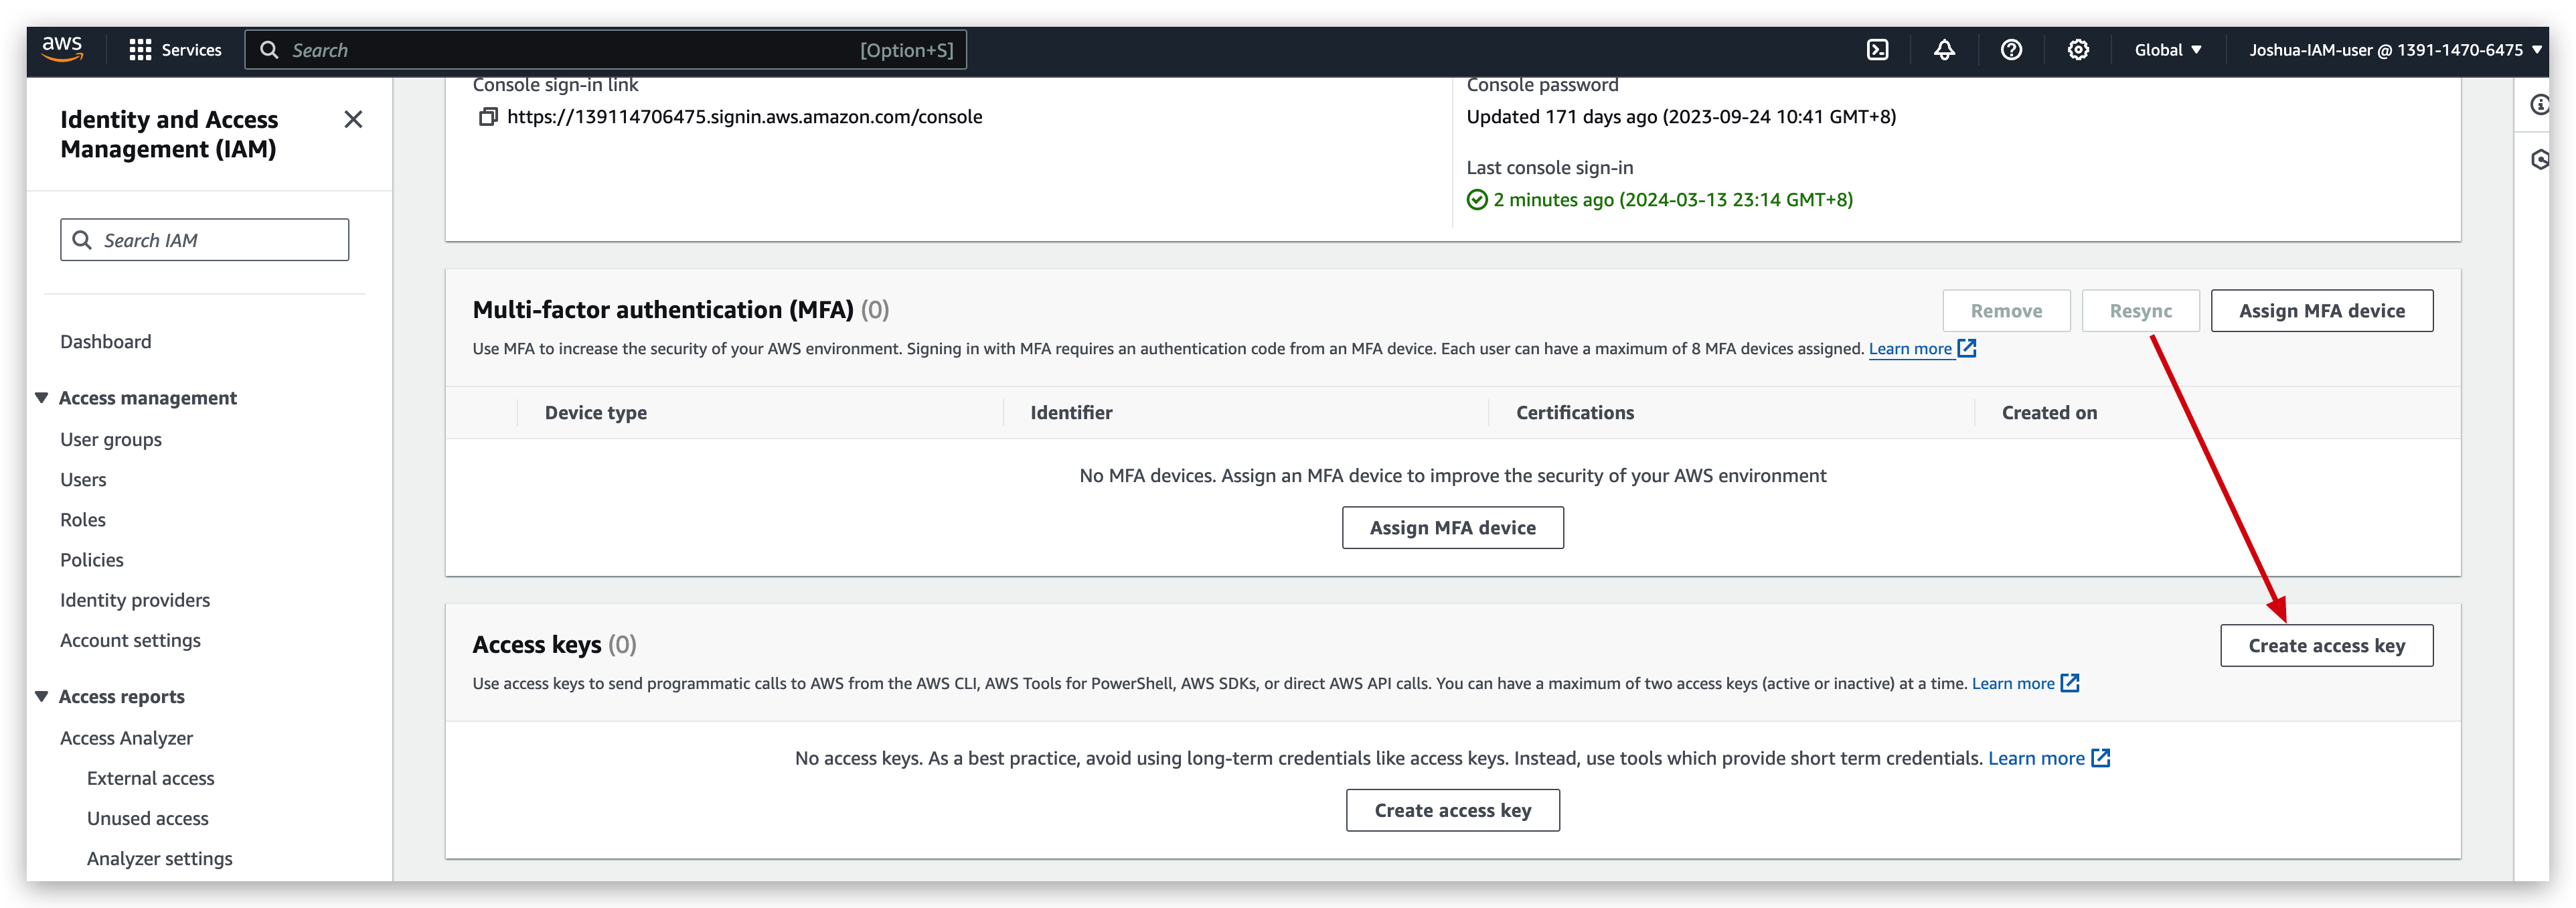 aws
Services
Search
[Option+S]
Global
Joshua-IAM-user @ 1391-1470-6475
Identity and Access
Management (IAM)
Search IAM
Dashboard
Access management
User groups
Users
Roles
Policies
Identity providers
Account settings
Access reports
Access Analyzer
External access
Unused access
Analyzer settings
Console sign-in link
https://139114706475.signin.aws.amazon.com/console
Console password
Updated 171 days ago (2023-09-24 10:41 GMT+8)
Last console sign-in
2 minutes ago (2024-03-13 23:14 GMT+8)
Multi-factor authentication (MFA) (0)
Remove
Resync
Assign MFA device
Use MFA to increase the security of your AWS environment. Signing in with MFA requires an authentication code from an MFA device. Each user can have a maximum of 8 MFA devices assigned. Learn more
Device type
Identifier
Certifications
Created on
No MFA devices. Assign an MFA device to improve the security of your AWS environment
Assign MFA device
Access keys (0)
Create access key
Use access keys to send programmatic calls to AWS from the AWS CLI, AWS Tools for PowerShell, AWS SDKs, or direct AWS API calls. You can have a maximum of two access keys (active or inactive) at a time. Learn more
No access keys. As a best practice, avoid using long-term credentials like access keys. Instead, use tools which provide short term credentials. Learn more
Create access key